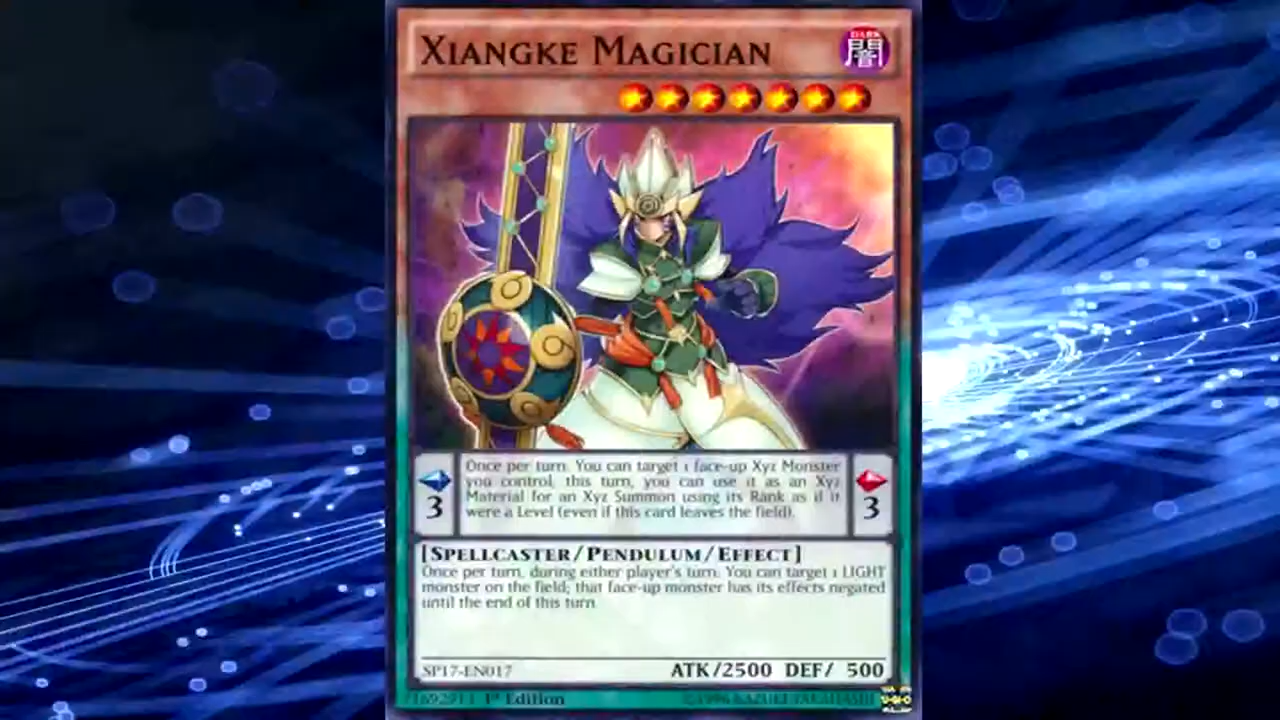 Xiangke Magician
DARK
闇
3
Once per turn: You can target 1 face-up Xyz Monster
you control; this turn, you can use it as an Xyz
Material for an Xyz Summon using its Rank as if it
were a Level (even if this card leaves the field).
3
[Spellcaster/Pendulum/Effect]
Once per turn, during either player's turn: You can target 1 LIGHT
monster on the field; that face-up monster has its effects negated
until the end of this turn.
SP17-EN017
ATK/2500 DEF/ 500
1st Edition
©1996 KAZUKI TAKAHASHI